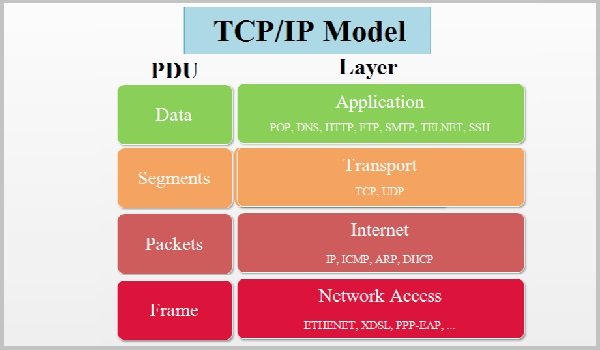 TCP/IP Model
PDU
Layer
Data
Application
POP, DNS, HTTP, FTP, SMTP, TELNET, SSH
Segments
Transport
TCP, UDP
Packets
Internet
IP, ICMP, ARP, DHCP
Frame
Network Access
ETHENET, XDSL, PPP-EAP, ...